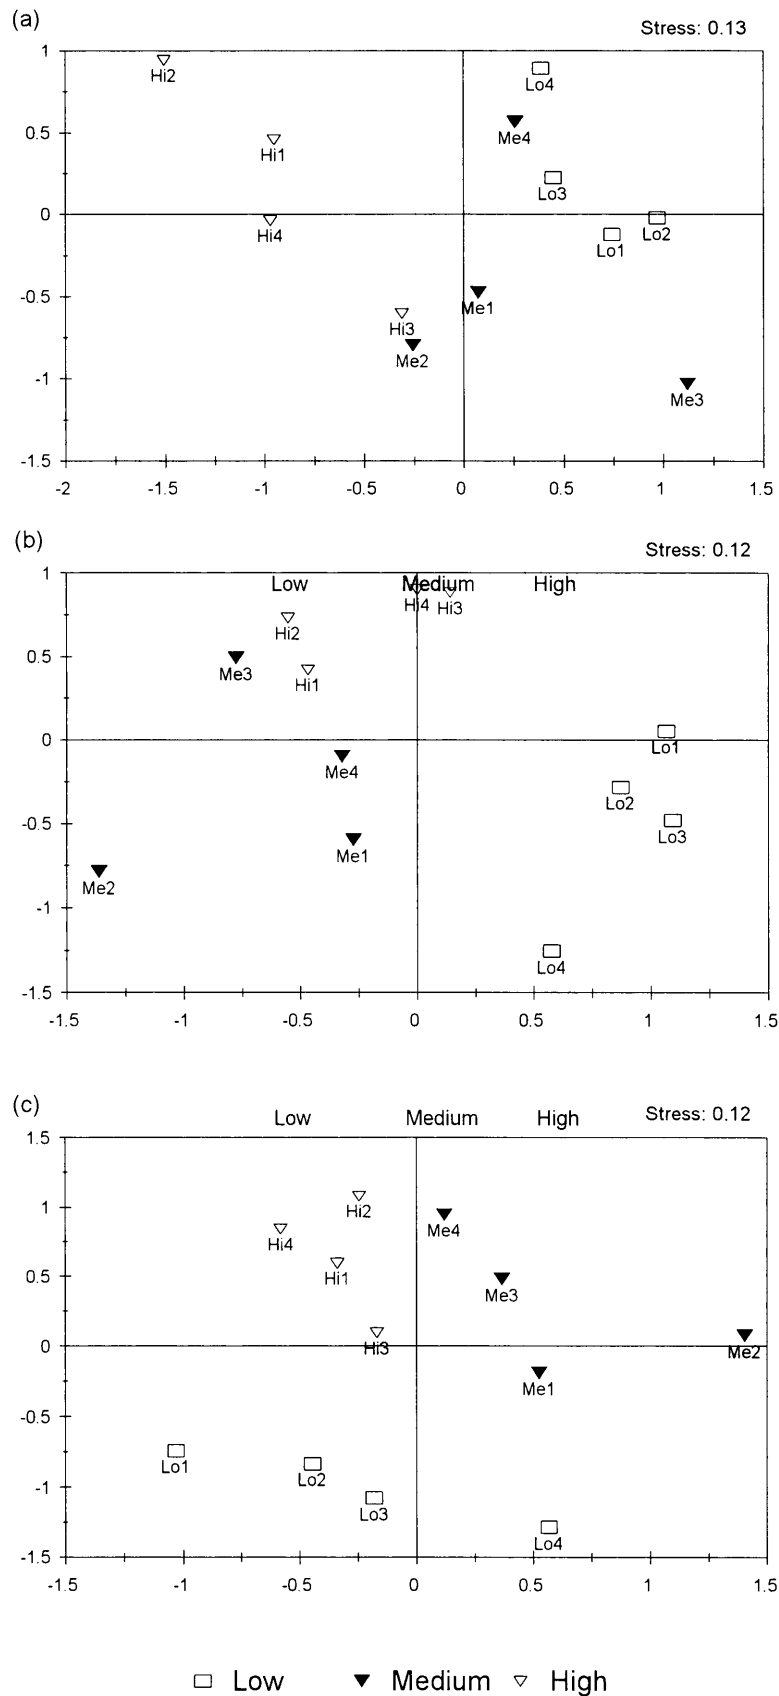 (a)
Stress: 0.13
1
0.5
0
-0.5
-1
-1.5
Hi2
Lo4
Me4
Hi1
Lo3
Hi4
Lo1
Lo2
Hi3
Me1
Me2
Me3
-2
-1.5
-1
-0.5
0
0.5
1
1.5
(b)
Stress: 0.12
Low Medium High
1
0.5
0
-0.5
-1
-1.5
Hi4
Hi3
Hi2
Me3
Hi1
Lo1
Me4
Lo2
Lo3
Me1
Me2
Lo4
-1.5
-1
-0.5
0
0.5
1
1.5
(c)
Low Medium High
Stress: 0.12
1.5
1
0.5
0
-0.5
-1
-1.5
Hi2
Me4
Hi4
Hi1
Me3
Hi3
Me2
Me1
Lo1
Lo2
Lo3
Lo4
-1.5
-1
-0.5
0
0.5
1
1.5
Low Medium High